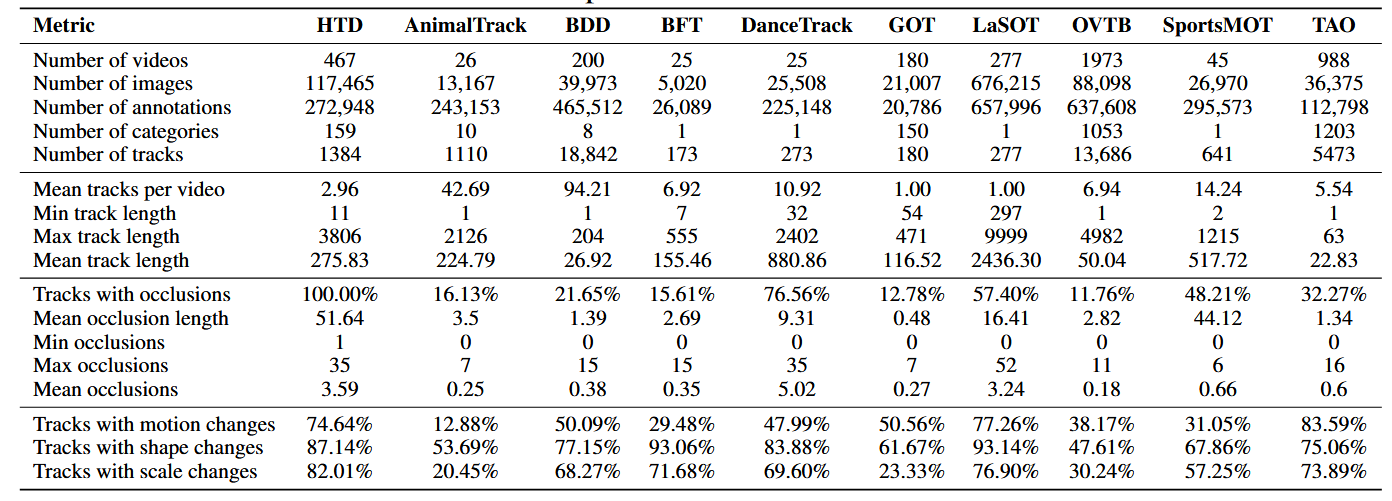 Metric HTD AnimalTrack BDD BFT DanceTrack GOT LaSOT OVTB SportsMOT TAO
Number of videos 467 26 200 25 25 180 277 1973 45 988
Number of images 117,465 13,167 39,973 5,020 25,508 21,007 676,215 88,098 26,970 36,375
Number of annotations 272,948 243,153 465,512 26,089 225,148 20,786 657,996 637,608 295,573 112,798
Number of categories 159 10 8 1 1 150 1 1053 1 1203
Number of tracks 1384 1110 18,842 173 273 180 277 13,686 641 5473
Mean tracks per video 2.96 42.69 94.21 6.92 10.92 1.00 1.00 6.94 14.24 5.54
Min track length 11 1 1 7 32 54 297 1 2 1
Max track length 3806 2126 204 555 2402 471 9999 4982 1215 63
Mean track length 275.83 224.79 26.92 155.46 880.86 116.52 2436.30 50.04 517.72 22.83
Tracks with occlusions 100.00% 16.13% 21.65% 15.61% 76.56% 12.78% 57.40% 11.76% 48.21% 32.27%
Mean occlusion length 51.64 3.5 1.39 2.69 9.31 0.48 16.41 2.82 44.12 1.34
Min occlusions 1 0 0 0 0 0 0 0 0 0
Max occlusions 35 7 15 15 35 7 52 11 6 16
Mean occlusions 3.59 0.25 0.38 0.35 5.02 0.27 3.24 0.18 0.66 0.6
Tracks with motion changes 74.64% 12.88% 50.09% 29.48% 47.99% 50.56% 77.26% 38.17% 31.05% 83.59%
Tracks with shape changes 87.14% 53.69% 77.15% 93.06% 83.88% 61.67% 93.14% 47.61% 67.86% 75.06%
Tracks with scale changes 82.01% 20.45% 68.27% 71.68% 69.60% 23.33% 76.90% 30.24% 57.25% 73.89%